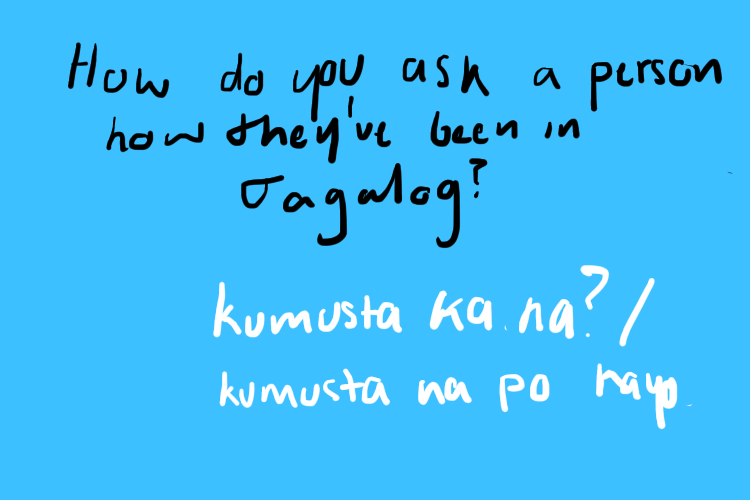 How do you ask a person
how they've been in
Tagalog?
kumusta ka na? /
kumusta na po kayo.